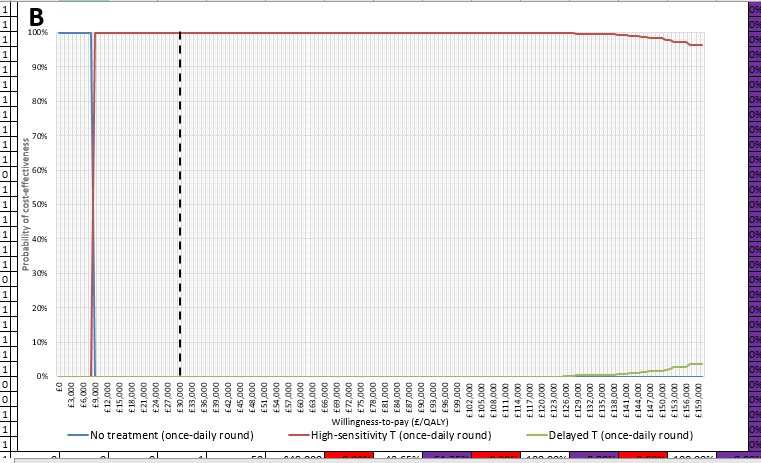 B
100%
90%
80%
70%
60%
50%
40%
30%
20%
10%
0%
Probability of cost-effectiveness
£0 £3,000 £6,000 £9,000 £12,000 £15,000 £18,000 £21,000 £24,000 £27,000 £30,000 £33,000 £36,000 £39,000 £42,000 £45,000 £48,000 £51,000 £54,000 £57,000 £60,000 £63,000 £66,000 £69,000 £72,000 £75,000 £78,000 £81,000 £84,000 £87,000 £90,000 £93,000 £96,000 £99,000 £102,000 £105,000 £108,000 £111,000 £114,000 £117,000 £120,000 £123,000 £126,000 £129,000 £132,000 £135,000 £138,000 £141,000 £144,000 £147,000 £150,000 £153,000 £156,000 £159,000
Willingness-to-pay (£/QALY)
No treatment (once-daily round) High-sensitivity T (once-daily round) Delayed T (once-daily round)